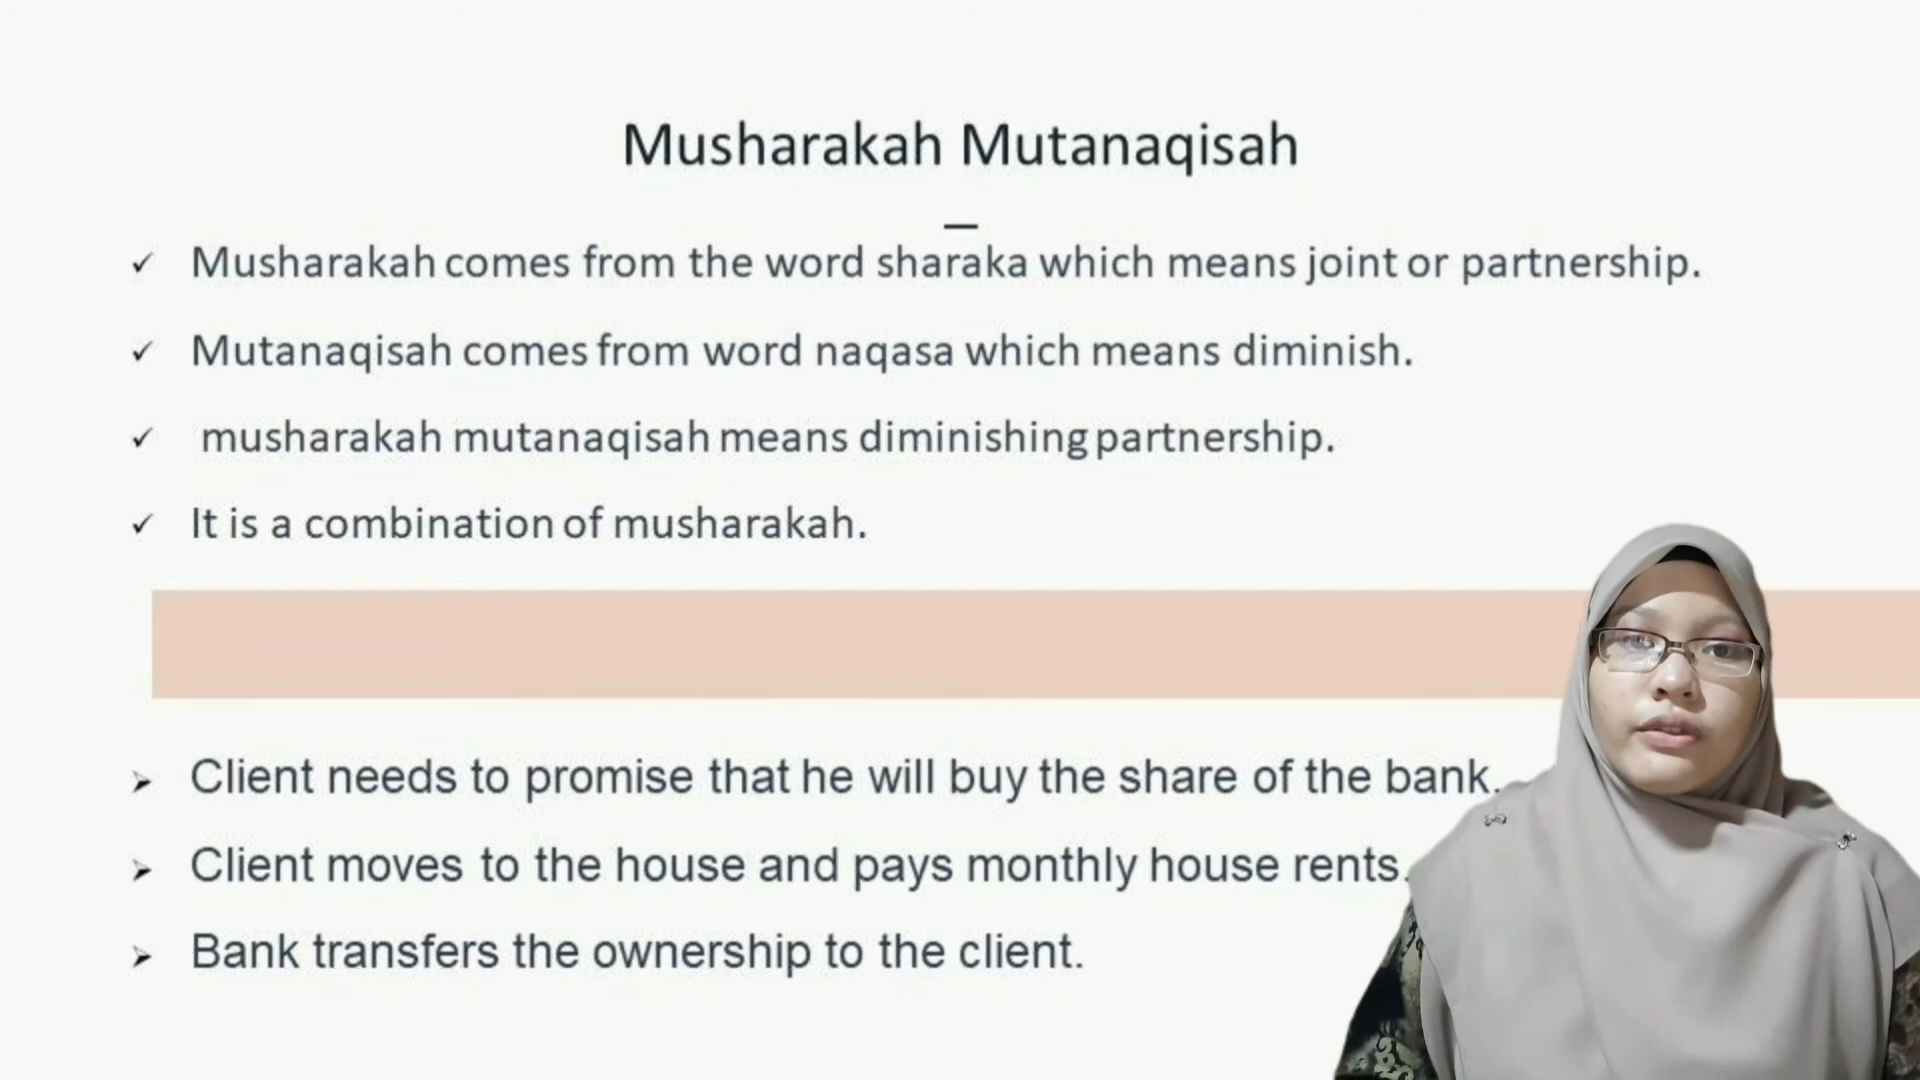 Musharakah Mutanaqisah
Musharakah comes from the word sharaka which means joint or partnership.
Mutanaqisah comes from word naqasa which means diminish.
musharakah mutanaqisah means diminishing partnership.
It is a combination of musharakah.
Client needs to promise that he will buy the share of the bank.
Client moves to the house and pays monthly house rents.
Bank transfers the ownership to the client.